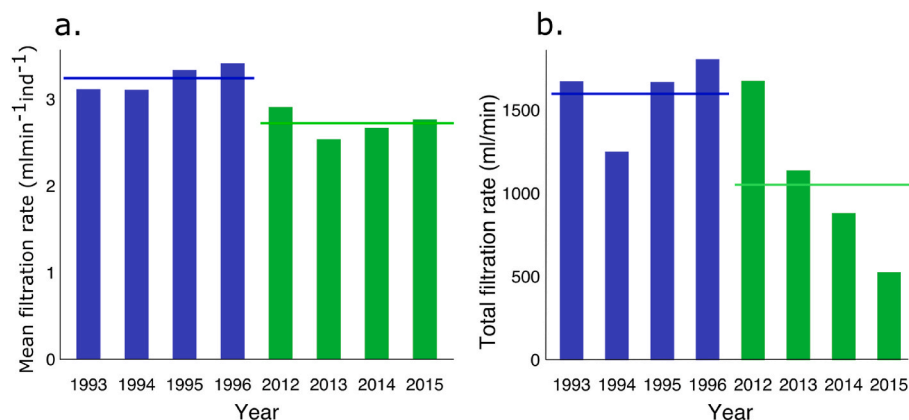 a.
Mean filtration rate (mlmin⁻¹ind⁻¹)
3
2
1
0
1993 1994 1995 1996 2012 2013 2014 2015
Year
b.
Total filtration rate (ml/min)
1500
1000
500
0
1993 1994 1995 1996 2012 2013 2014 2015
Year